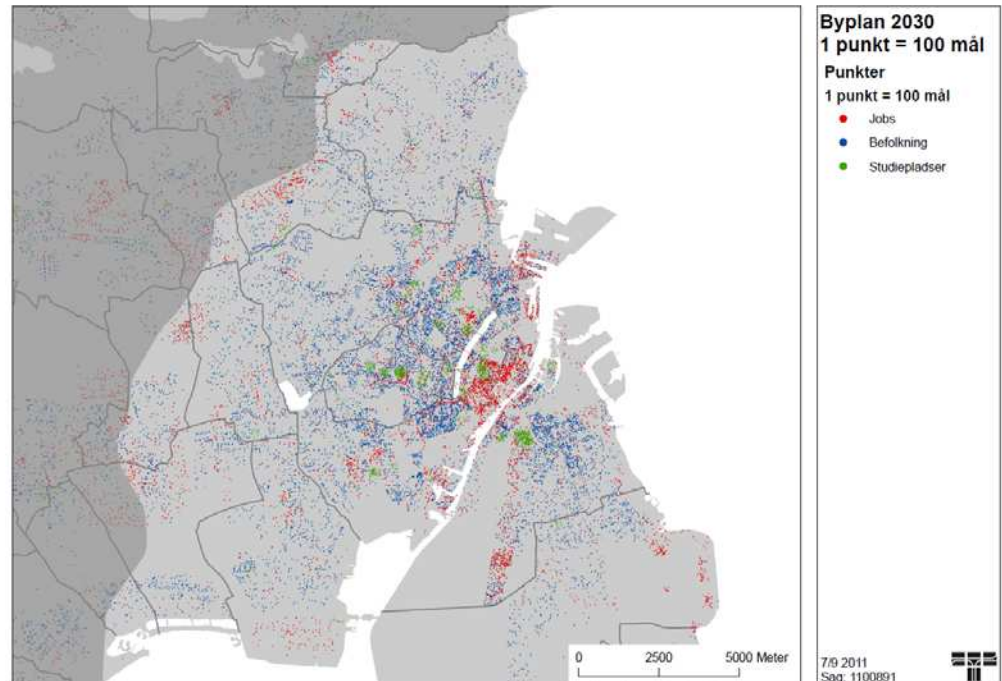 Byplan 2030
1 punkt = 100 mål
Punkter
1 punkt = 100 mål
Jobs
Befolkning
Studiepladser
0 2500 5000 Meter
7/9 2011
Sag: 1100891